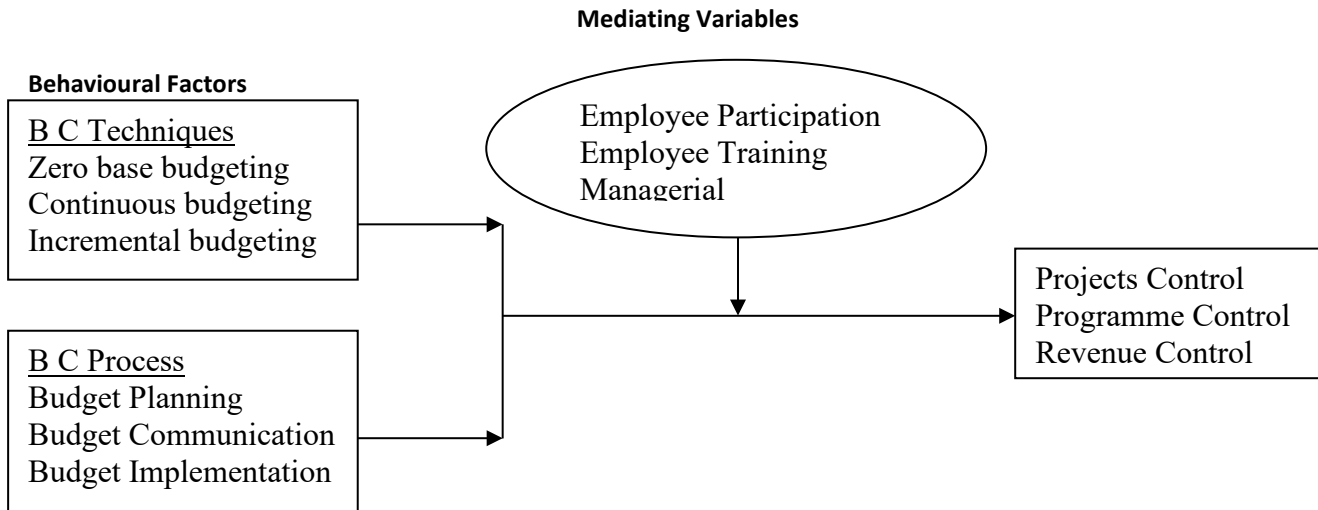 Mediating Variables
Behavioural Factors
B C Techniques
Zero base budgeting
Continuous budgeting
Incremental budgeting
Employee Participation
Employee Training
Managerial
Projects Control
Programme Control
Revenue Control
B C Process
Budget Planning
Budget Communication
Budget Implementation